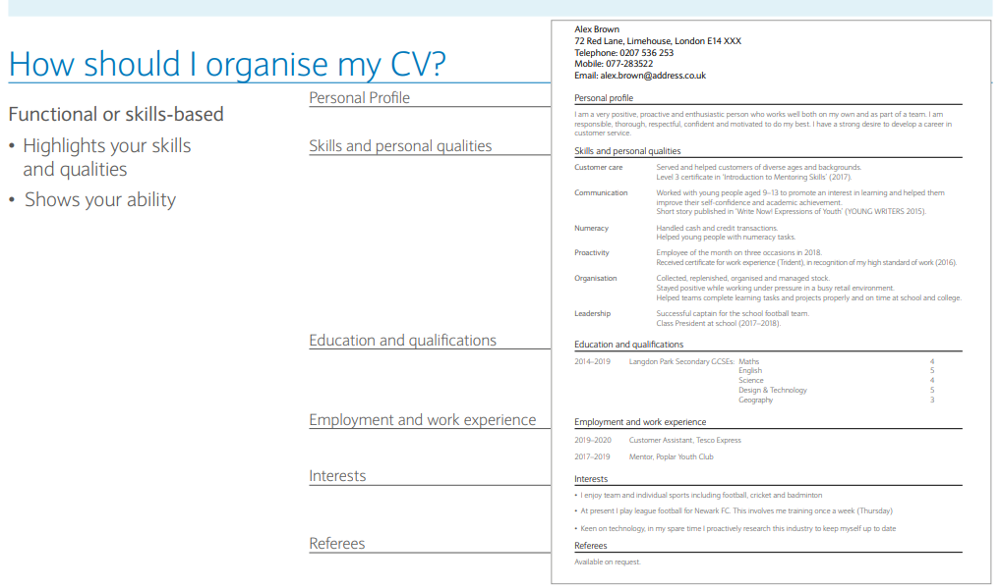 How should I organise my CV?
Functional or skills-based
• Highlights your skills
and qualities
• Shows your ability
Personal Profile
Skills and personal qualities
Education and qualifications
Employment and work experience
Interests
Referees
Alex Brown
72 Red Lane, Limehouse, London E14 XXX
Telephone: 0207 536 253
Mobile: 077-283522
Email: alex.brown@address.co.uk
Personal profile
I am a very positive, proactive and enthusiastic person who works well both on my own and as part of a team. I am
responsible, thorough, respectful, confident and motivated to do my best. I have a strong desire to develop a career in
customer service.
Skills and personal qualities
Customer care Served and helped customers of diverse ages and backgrounds.
Level 3 certificate in 'Introduction to Mentoring Skills' (2017).
Communication Worked with young people aged 9–13 to promote an interest in learning and helped them
improve their self-confidence and academic achievement.
Short story published in 'Write Now! Expressions of Youth' (YOUNG WRITERS 2015).
Numeracy Handled cash and credit transactions.
Helped young people with numeracy tasks.
Proactivity Employee of the month on three occasions in 2018.
Received certificate for work experience (Trident), in recognition of my high standard of work (2016).
Organisation Collected, replenished, organised and managed stock.
Stayed positive while working under pressure in a busy retail environment.
Helped teams complete learning tasks and projects properly and on time at school and college.
Leadership Successful captain for the school football team.
Class President at school (2017–2018).
Education and qualifications
2014–2019 Langdon Park Secondary GCSEs: Maths 4
English 5
Science 4
Design & Technology 5
Geography 3
Employment and work experience
2019–2020 Customer Assistant, Tesco Express
2017–2019 Mentor, Poplar Youth Club
Interests
• I enjoy team and individual sports including football, cricket and badminton
• At present I play league football for Newark FC. This involves me training once a week (Thursday)
• Keen on technology, in my spare time I proactively research this industry to keep myself up to date
Referees
Available on request.